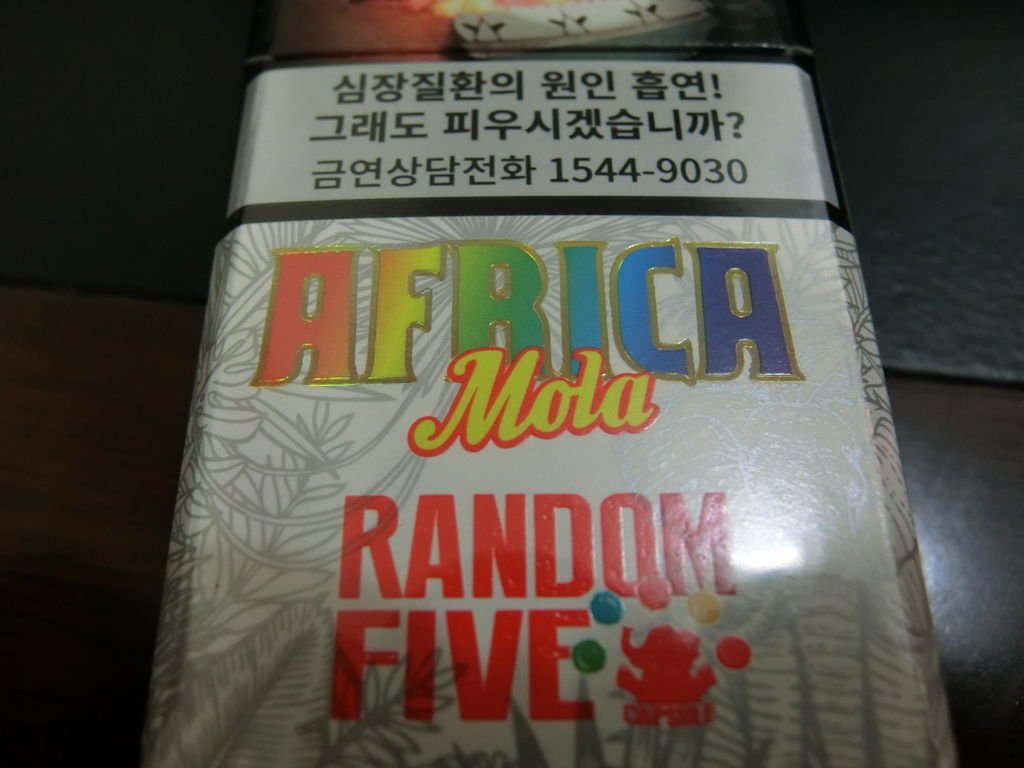 심장질환의 원인 흡연!
그래도 피우시겠습니까?
금연상담전화 1544-9030
AFRICA
Mola
RANDOM
FIVE
CAPSULE